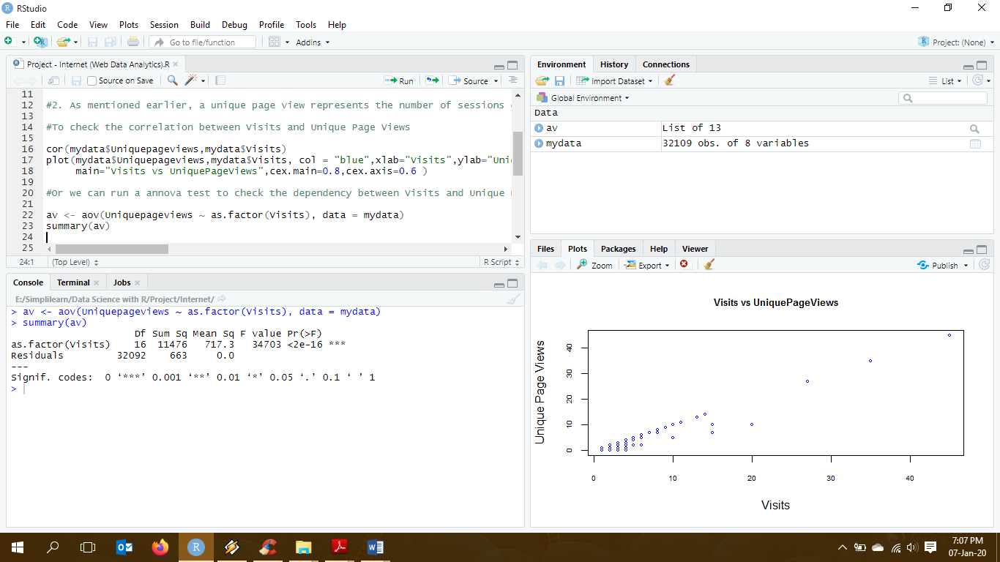 RStudio
File Edit Code View Plots Session Build Debug Profile Tools Help
Go to file/function Addins Project: (None)
Project - Internet (Web Data Analytics).R
Source on Save Run Source
11
12 #2. As mentioned earlier, a unique page view represents the number of sessions
13
14 #To check the correlation between Visits and Unique Page Views
15
16 cor(mydata$Uniquepageviews,mydata$Visits)
17 plot(mydata$Uniquepageviews,mydata$Visits, col = "blue",xlab="Visits",ylab="Uni
18 main="Visits vs UniquePageViews",cex.main=0.8,cex.axis=0.6 )
19
20 #Or we can run a annova test to check the dependency between Visits and Unique
21
22 av <- aov(Uniquepageviews ~ as.factor(Visits), data = mydata)
23 summary(av)
24
25
24:1 (Top Level) R Script
Console Terminal Jobs
E:/Simplilearn/Data Science with R/Project/Internet/
> av <- aov(Uniquepageviews ~ as.factor(Visits), data = mydata)
> summary(av)
Df Sum Sq Mean Sq F value Pr(>F)
as.factor(Visits) 16 11476 717.3 34703 <2e-16 ***
Residuals 32092 663 0.0
---
Signif. codes: 0 ‘***’ 0.001 ‘**’ 0.01 ‘*’ 0.05 ‘.’ 0.1 ‘ ’ 1
>
Environment History Connections
Import Dataset List
Global Environment
Data
av List of 13
mydata 32109 obs. of 8 variables
Files Plots Packages Help Viewer
Zoom Export Publish
Visits vs UniquePageViews
Unique Page Views
40
30
20
10
0
0 10 20 30 40
Visits
7:07 PM
07-Jan-20